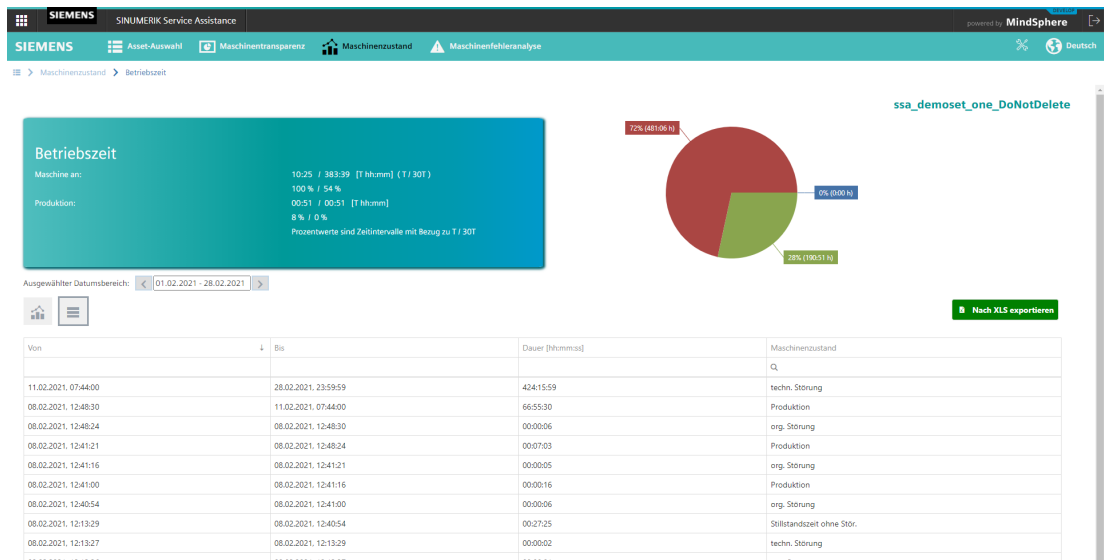 SIEMENS
SINUMERIK Service Assistance
DEVELOP
powered by MindSphere
SIEMENS Asset-Auswahl Maschinentransparenz Maschinenzustand Maschinenfehleranalyse Deutsch
Maschinenzustand Betriebszeit
ssa_demoset_one_DoNotDelete
Betriebszeit
Maschine an: 10:25 / 383:39 [T hh:mm] ( T / 30T )
100 % / 54 %
Produktion: 00:51 / 00:51 [T hh:mm]
8 % / 0 %
Prozentwerte sind Zeitintervalle mit Bezug zu T / 30T
72% (481:06 h)
0% (0:00 h)
28% (190:51 h)
Ausgewählter Datumsbereich: 01.02.2021 - 28.02.2021
Nach XLS exportieren
Von Bis Dauer [hh:mm:ss] Maschinenzustand
11.02.2021, 07:44:00 28.02.2021, 23:59:59 424:15:59 techn. Störung
08.02.2021, 12:48:30 11.02.2021, 07:44:00 66:55:30 Produktion
08.02.2021, 12:48:24 08.02.2021, 12:48:30 00:00:06 org. Störung
08.02.2021, 12:41:21 08.02.2021, 12:48:24 00:07:03 Produktion
08.02.2021, 12:41:16 08.02.2021, 12:41:21 00:00:05 org. Störung
08.02.2021, 12:41:00 08.02.2021, 12:41:16 00:00:16 Produktion
08.02.2021, 12:40:54 08.02.2021, 12:41:00 00:00:06 org. Störung
08.02.2021, 12:13:29 08.02.2021, 12:40:54 00:27:25 Stillstandszeit ohne Stör.
08.02.2021, 12:13:27 08.02.2021, 12:13:29 00:00:02 techn. Störung